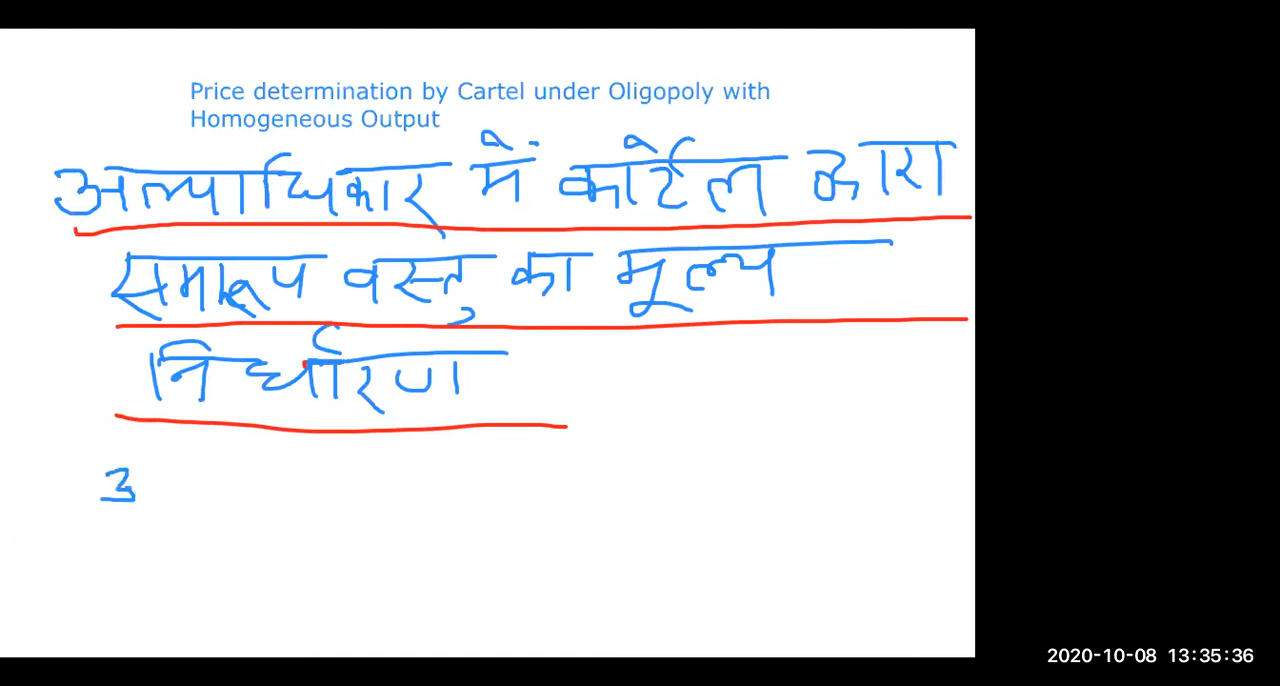 Price determination by Cartel under Oligopoly with
Homogeneous Output
अल्पाधिकार में कार्टेल द्वारा
समरूप वस्तु का मूल्य
निर्धारण
2020-10-08 13:35:36